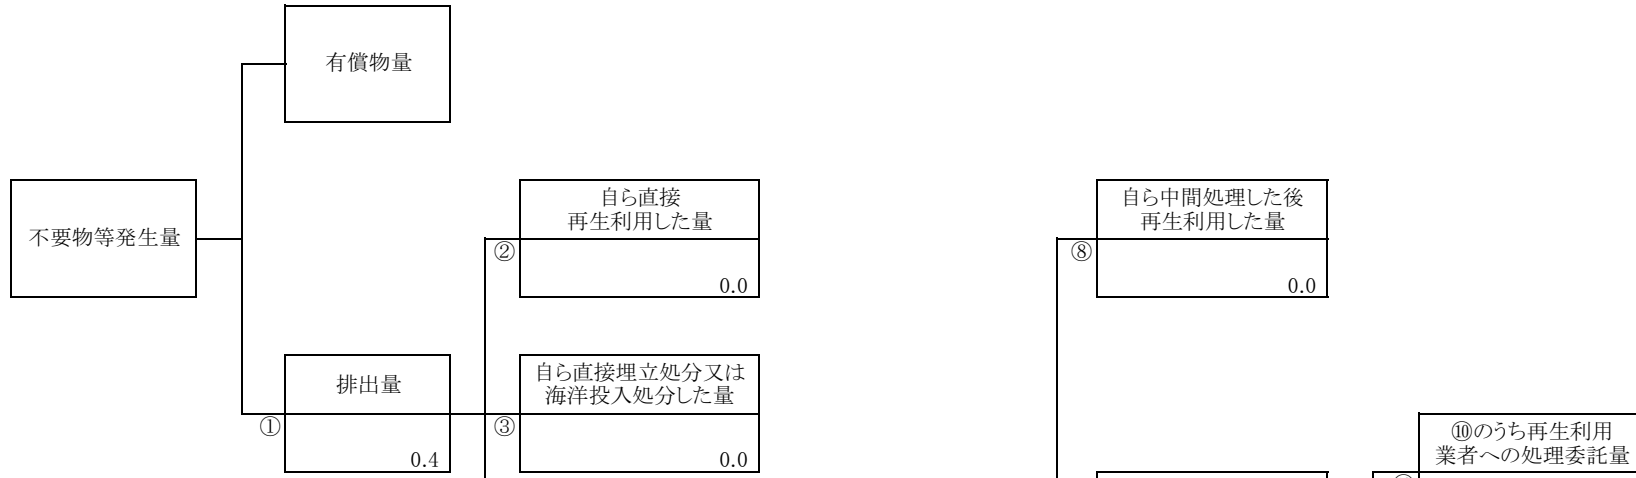 有償物量
不要物等発生量
自ら直接
再生利用した量
②
0.0
自ら中間処理した後
再生利用した量
⑧
0.0
排出量
①
0.4
自ら直接埋立処分又は
海洋投入処分した量
③
0.0
⑩のうち再生利用
業者への処理委託量